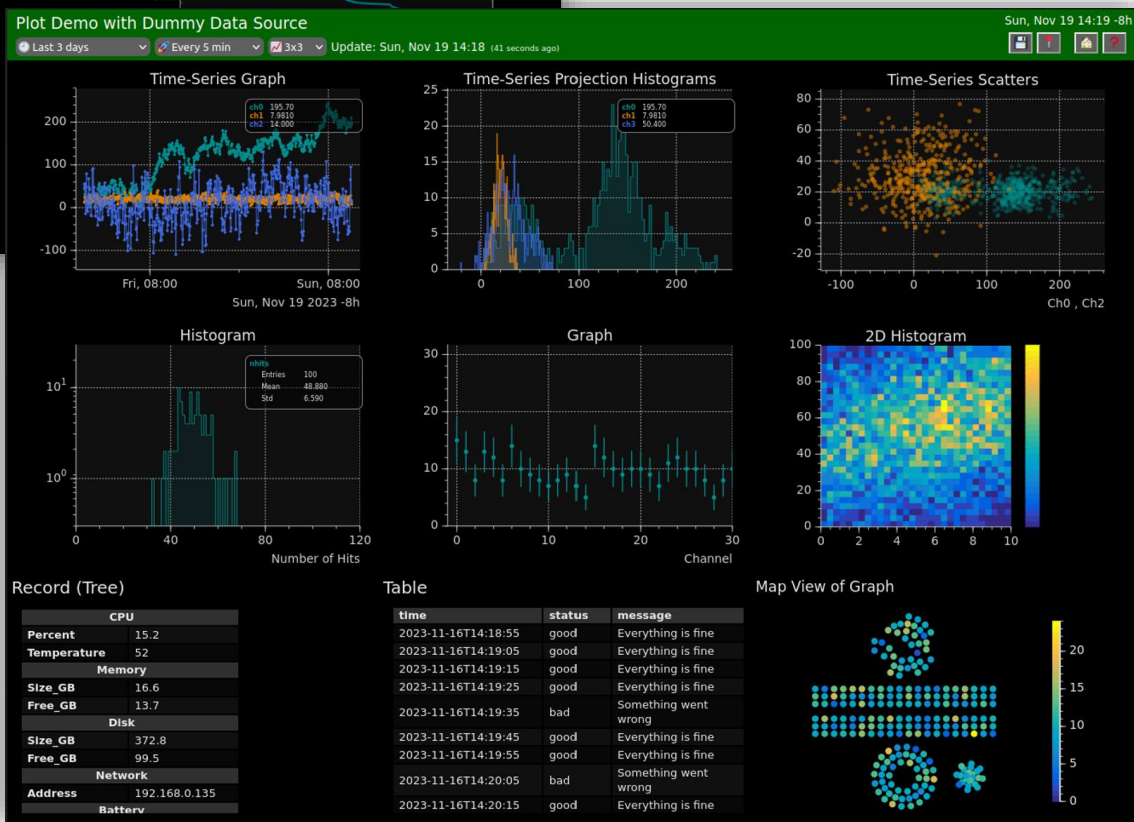 Plot Demo with Dummy Data Source
Sun, Nov 19 14:19 -8h
Last 3 days Every 5 min 3x3 Update: Sun, Nov 19 14:18 (41 seconds ago)
?
Time-Series Graph
200
100
0
-100
ch0 195.70
ch1 7.9810
ch2 14.000
Fri, 08:00 Sun, 08:00
Sun, Nov 19 2023 -8h
Time-Series Projection Histograms
25
20
15
10
5
0
ch0 195.70
ch1 7.9810
ch3 50.400
0 100 200
Time-Series Scatters
80
60
40
20
0
-20
-100 0 100 200
Ch0 , Ch2
Histogram
10^1
10^0
nhits
Entries 100
Mean 48.880
Std 6.590
0 40 80 120
Number of Hits
Graph
30
20
10
0
0 10 20 30
Channel
2D Histogram
100
80
60
40
20
0
0 2 4 6 8 10
Record (Tree)
CPU
Percent 15.2
Temperature 52
Memory
Size_GB 16.6
Free_GB 13.7
Disk
Size_GB 372.8
Free_GB 99.5
Network
Address 192.168.0.135
Battery
Table
time status message
2023-11-16T14:18:55 good Everything is fine
2023-11-16T14:19:05 good Everything is fine
2023-11-16T14:19:15 good Everything is fine
2023-11-16T14:19:25 good Everything is fine
2023-11-16T14:19:35 bad Something went
wrong
2023-11-16T14:19:45 good Everything is fine
2023-11-16T14:19:55 good Everything is fine
2023-11-16T14:20:05 bad Something went
wrong
2023-11-16T14:20:15 good Everything is fine
Map View of Graph
20
15
10
5
0